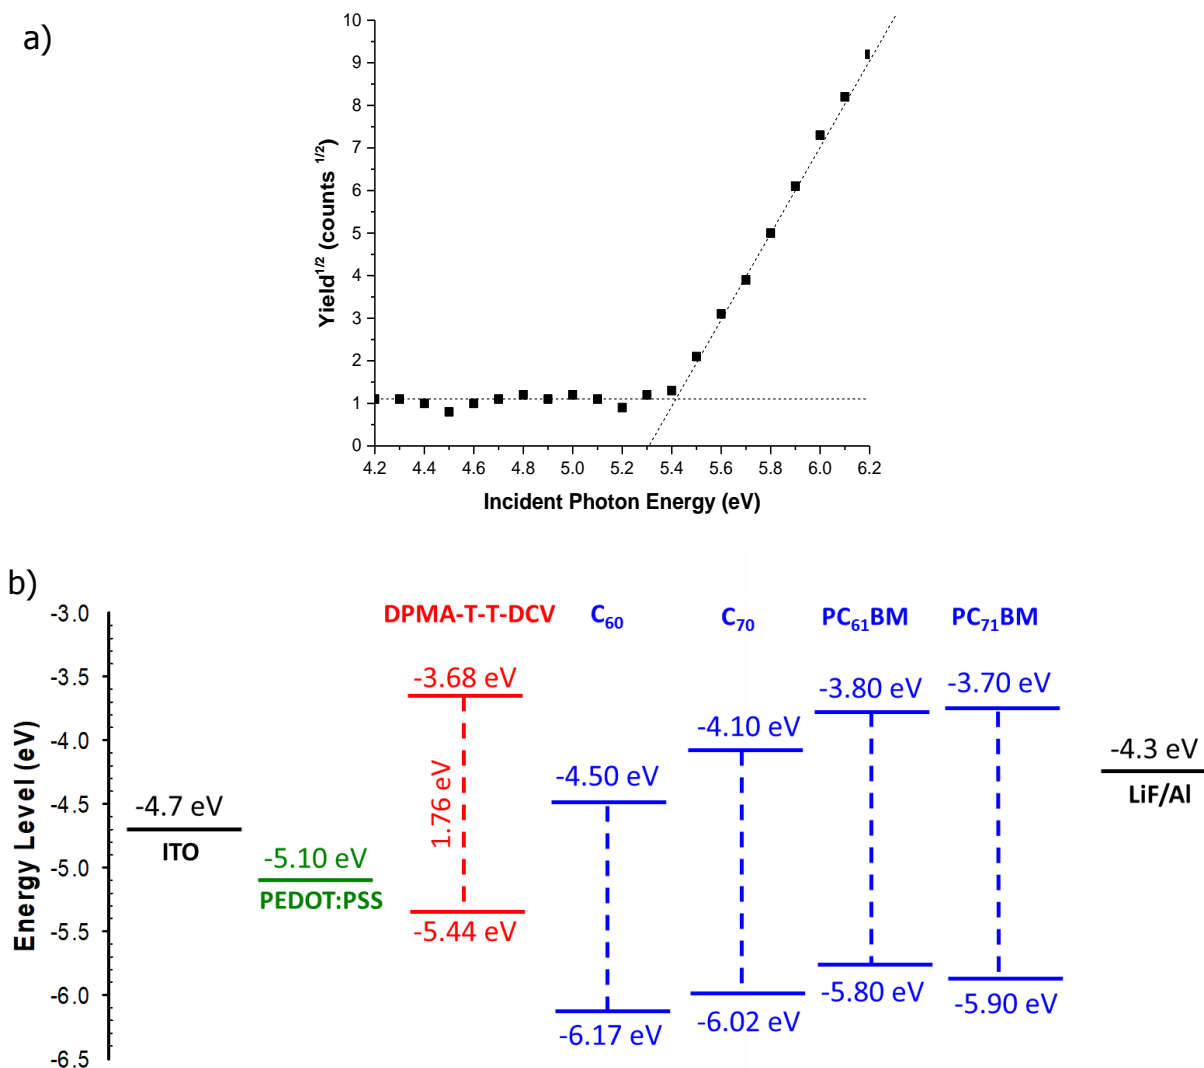 a)
10
9
8
7
6
5
4
3
2
1
0
Yield1/2 (counts 1/2)
4.2 4.4 4.6 4.8 5.0 5.2 5.4 5.6 5.8 6.0 6.2
Incident Photon Energy (eV)
b)
DPMA-T-T-DCV C60 C70 PC61BM PC71BM
-3.0
-3.5
-4.0
-4.5
-5.0
-5.5
-6.0
-6.5
Energy Level (eV)
-4.7 eV
ITO
-5.10 eV
PEDOT:PSS
-3.68 eV
1.76 eV
-5.44 eV
-4.50 eV
-6.17 eV
-4.10 eV
-6.02 eV
-3.80 eV
-5.80 eV
-3.70 eV
-5.90 eV
-4.3 eV
LiF/Al